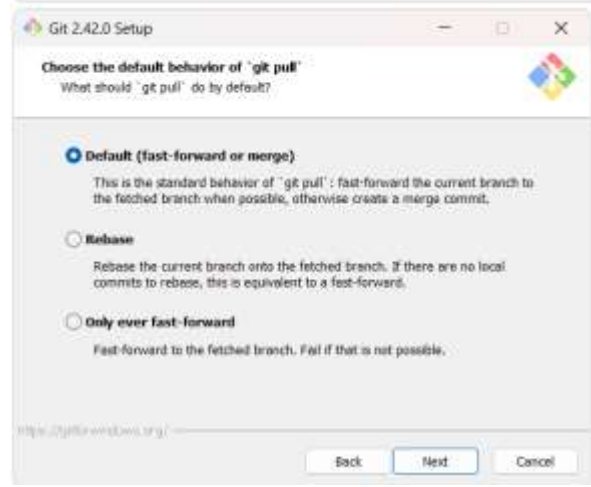 Git 2.42.0 Setup
Choose the default behavior of `git pull`
What should `git pull` do by default?
Default (fast-forward or merge)
This is the standard behavior of `git pull`: fast-forward the current branch to
the fetched branch when possible, otherwise create a merge commit.
Rebase
Rebase the current branch onto the fetched branch. If there are no local
commits to rebase, this is equivalent to a fast-forward.
Only ever fast-forward
Fast-forward to the fetched branch. Fail if that is not possible.
https://gitforwindows.org/
Back Next Cancel